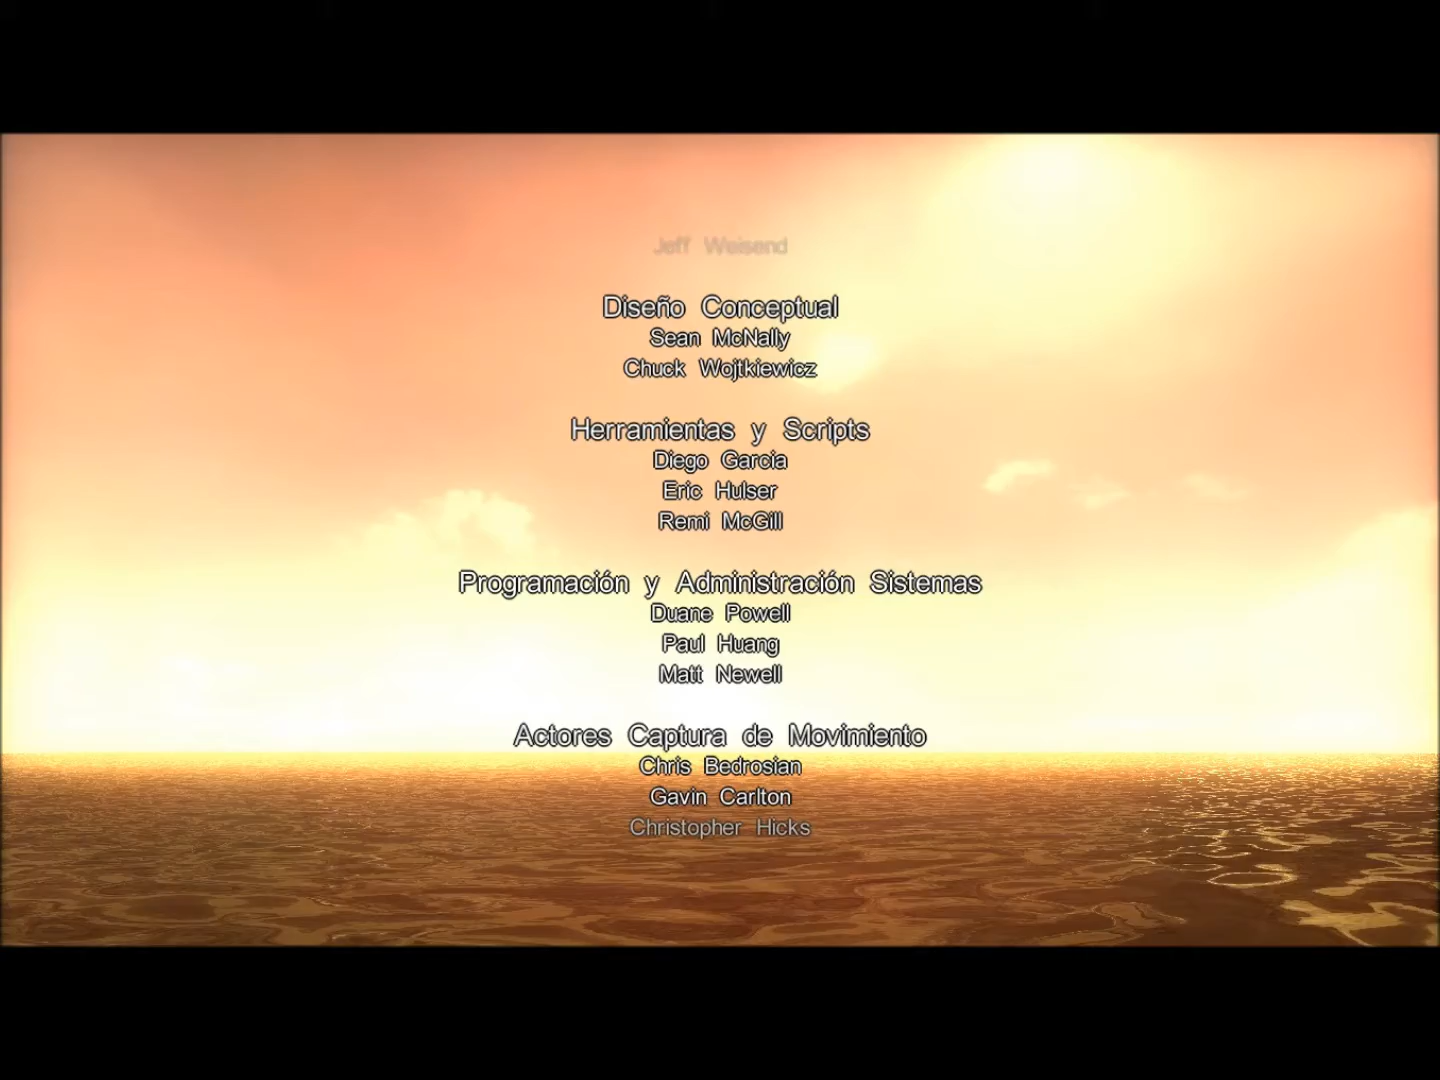 Jeff Weisend
Diseño Conceptual
Sean McNally
Chuck Wojtkiewicz
Herramientas y Scripts
Diego Garcia
Eric Hulser
Remi McGill
Programación y Administración Sistemas
Duane Powell
Paul Huang
Matt Newell
Actores Captura de Movimiento
Chris Bedrosian
Gavin Carlton
Christopher Hicks